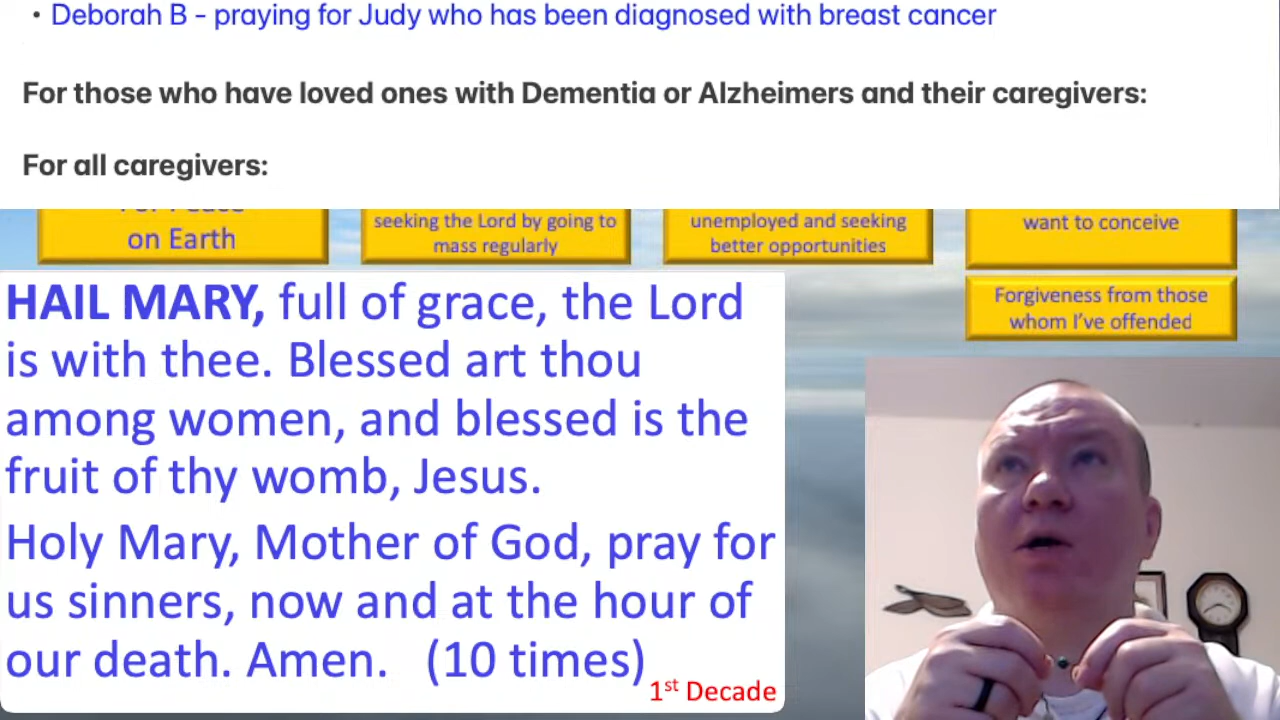 • Deborah B - praying for Judy who has been diagnosed with breast cancer
For those who have loved ones with Dementia or Alzheimers and their caregivers:
For all caregivers:
on Earth
seeking the Lord by going to
mass regularly
unemployed and seeking
better opportunities
want to conceive
Forgiveness from those
whom I've offended
HAIL MARY, full of grace, the Lord
is with thee. Blessed art thou
among women, and blessed is the
fruit of thy womb, Jesus.
Holy Mary, Mother of God, pray for
us sinners, now and at the hour of
our death. Amen. (10 times)
1st Decade